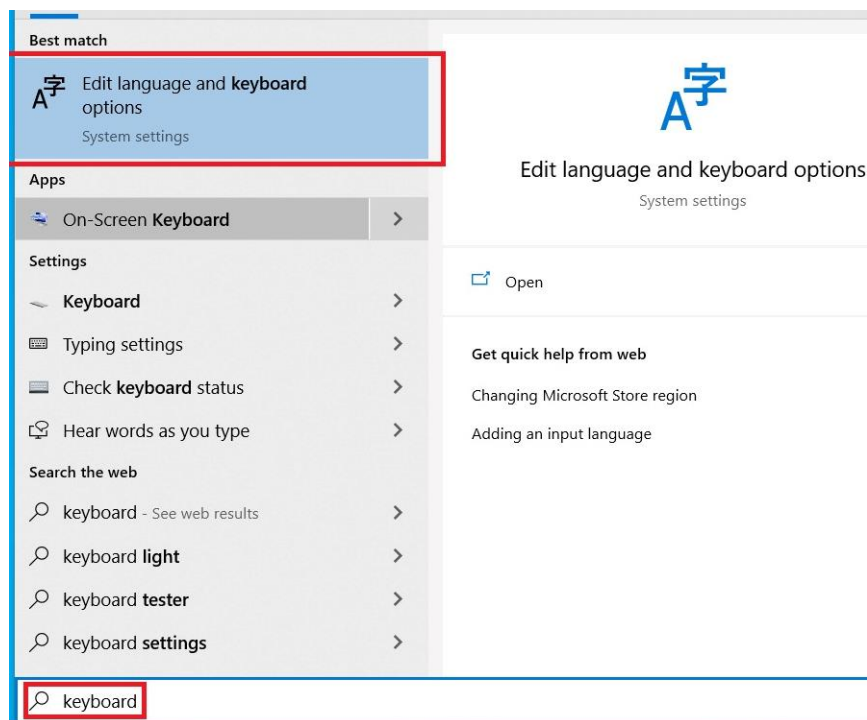 Best match
Edit language and keyboard
options
System settings
Apps
On-Screen Keyboard
Settings
Keyboard
Typing settings
Check keyboard status
Hear words as you type
Search the web
keyboard - See web results
keyboard light
keyboard tester
keyboard settings
keyboard
A字
Edit language and keyboard options
System settings
Open
Get quick help from web
Changing Microsoft Store region
Adding an input language